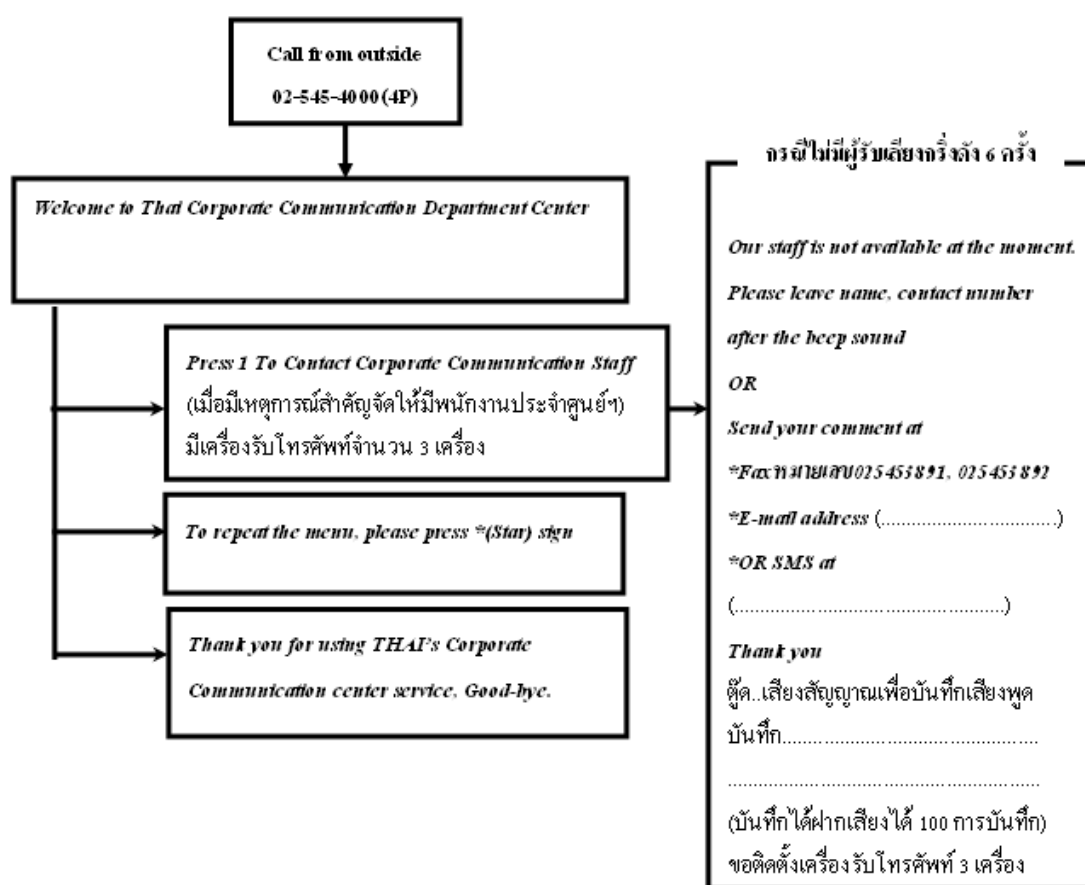 Call from outside
02-545-4000(4P)
Welcome to Thai Corporate Communication Department Center
Press 1 To Contact Corporate Communication Staff
(เมื่อมีเหตุการณ์สำคัญจัดให้มีพนักงานประจำศูนย์ฯ)
มีเครื่องรับโทรศัพท์จำนวน 3 เครื่อง
To repeat the menu, please press *(Star) sign
Thank you for using THAI's Corporate
Communication center service. Good-bye.
กรณีไม่มีผู้รับเสียงกริ่งดัง 6 ครั้ง
Our staff is not available at the moment.
Please leave name, contact number
after the beep sound
OR
Send your comment at
*Fax หมายเลข025453891, 025453892
*E-mail address (................................)
*OR SMS at
(.................................................)
Thank you
ตู๊ด..เสียงสัญญาณเพื่อบันทึกเสียงพูด
บันทึก...............................................
.........................................................
(บันทึกได้ฝากเสียงได้ 100 การบันทึก)
ขอติดตั้งเครื่องรับโทรศัพท์ 3 เครื่อง